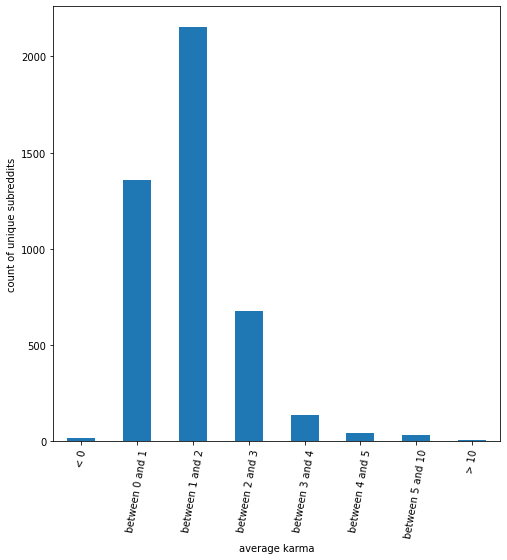 count of unique subreddits
2000
1500
1000
500
0
< 0
between 0 and 1
between 1 and 2
between 2 and 3
between 3 and 4
between 4 and 5
between 5 and 10
> 10
average karma